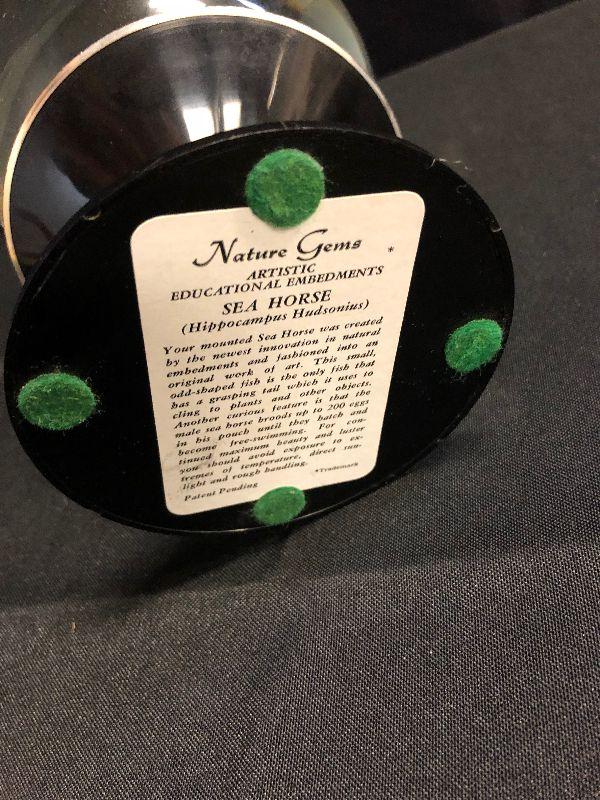 Nature Gems *
ARTISTIC
EDUCATIONAL EMBEDMENTS
SEA HORSE
(Hippocampus Hudsonius)
Your mounted Sea Horse was created
by the newest innovation in natural
embedments and fashioned into an
original work of art. This small,
odd-shaped fish is the only fish that
has a grasping tail which it uses to
cling to plants and other objects.
Another curious feature is that the
male sea horse broods up to 200 eggs
in his pouch until they hatch and
become free-swimming. For con-
tinued maximum beauty and luster
you should avoid exposure to ex-
tremes of temperature, direct sun-
light and rough handling.
*Trademark
Patent Pending